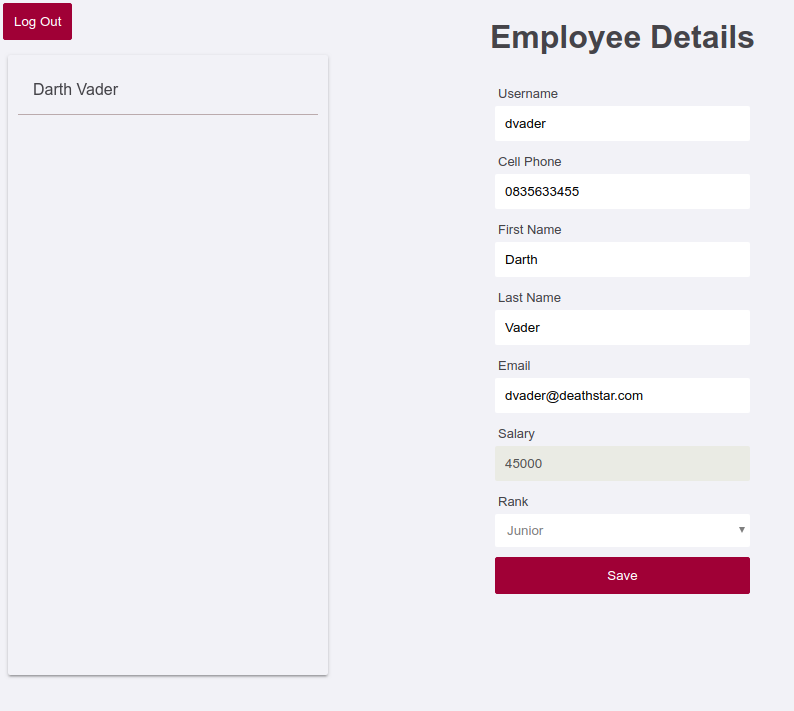 Log Out
Darth Vader
Employee Details
Username
dvader
Cell Phone
0835633455
First Name
Darth
Last Name
Vader
Email
dvader@deathstar.com
Salary
45000
Rank
Junior
Save